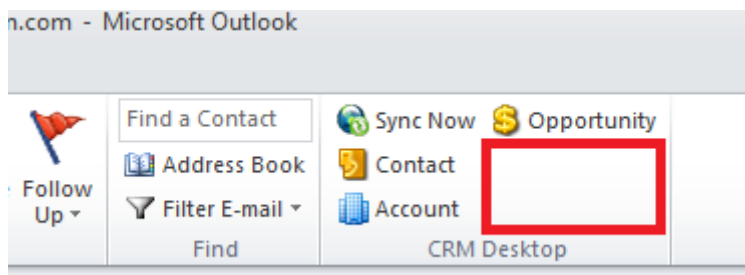 n.com - Microsoft Outlook
Find a Contact
Sync Now
Opportunity
Address Book
Contact
Follow Up
Filter E-mail
Account
Find
CRM Desktop